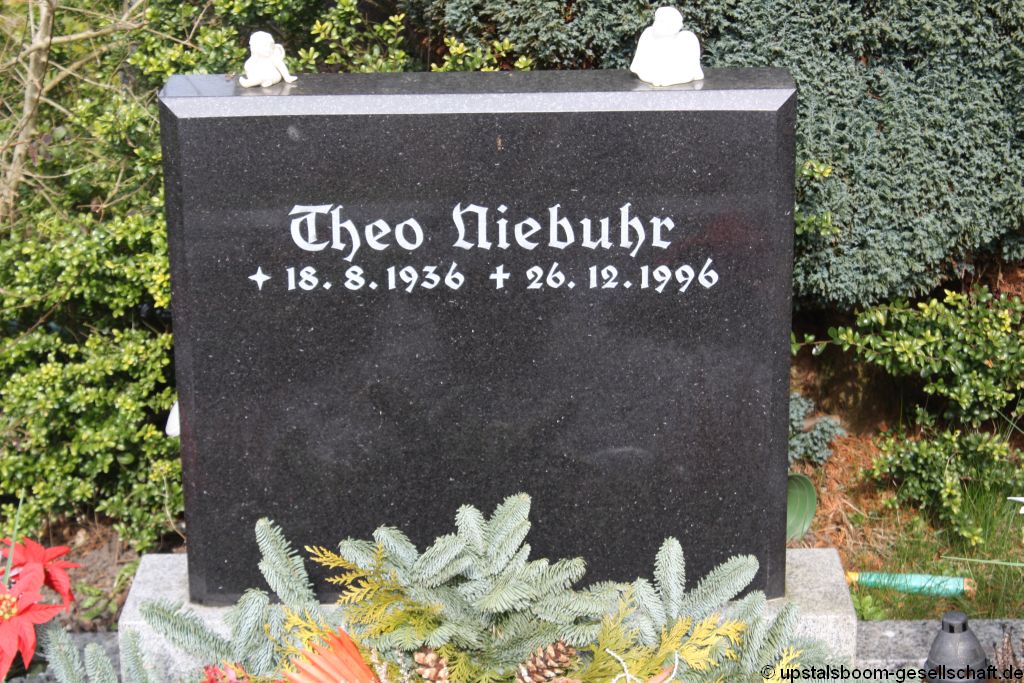 Theo Niebuhr
✦ 18. 8. 1936 ✝ 26. 12. 1996
© upstalsboom-gesellschaft.de